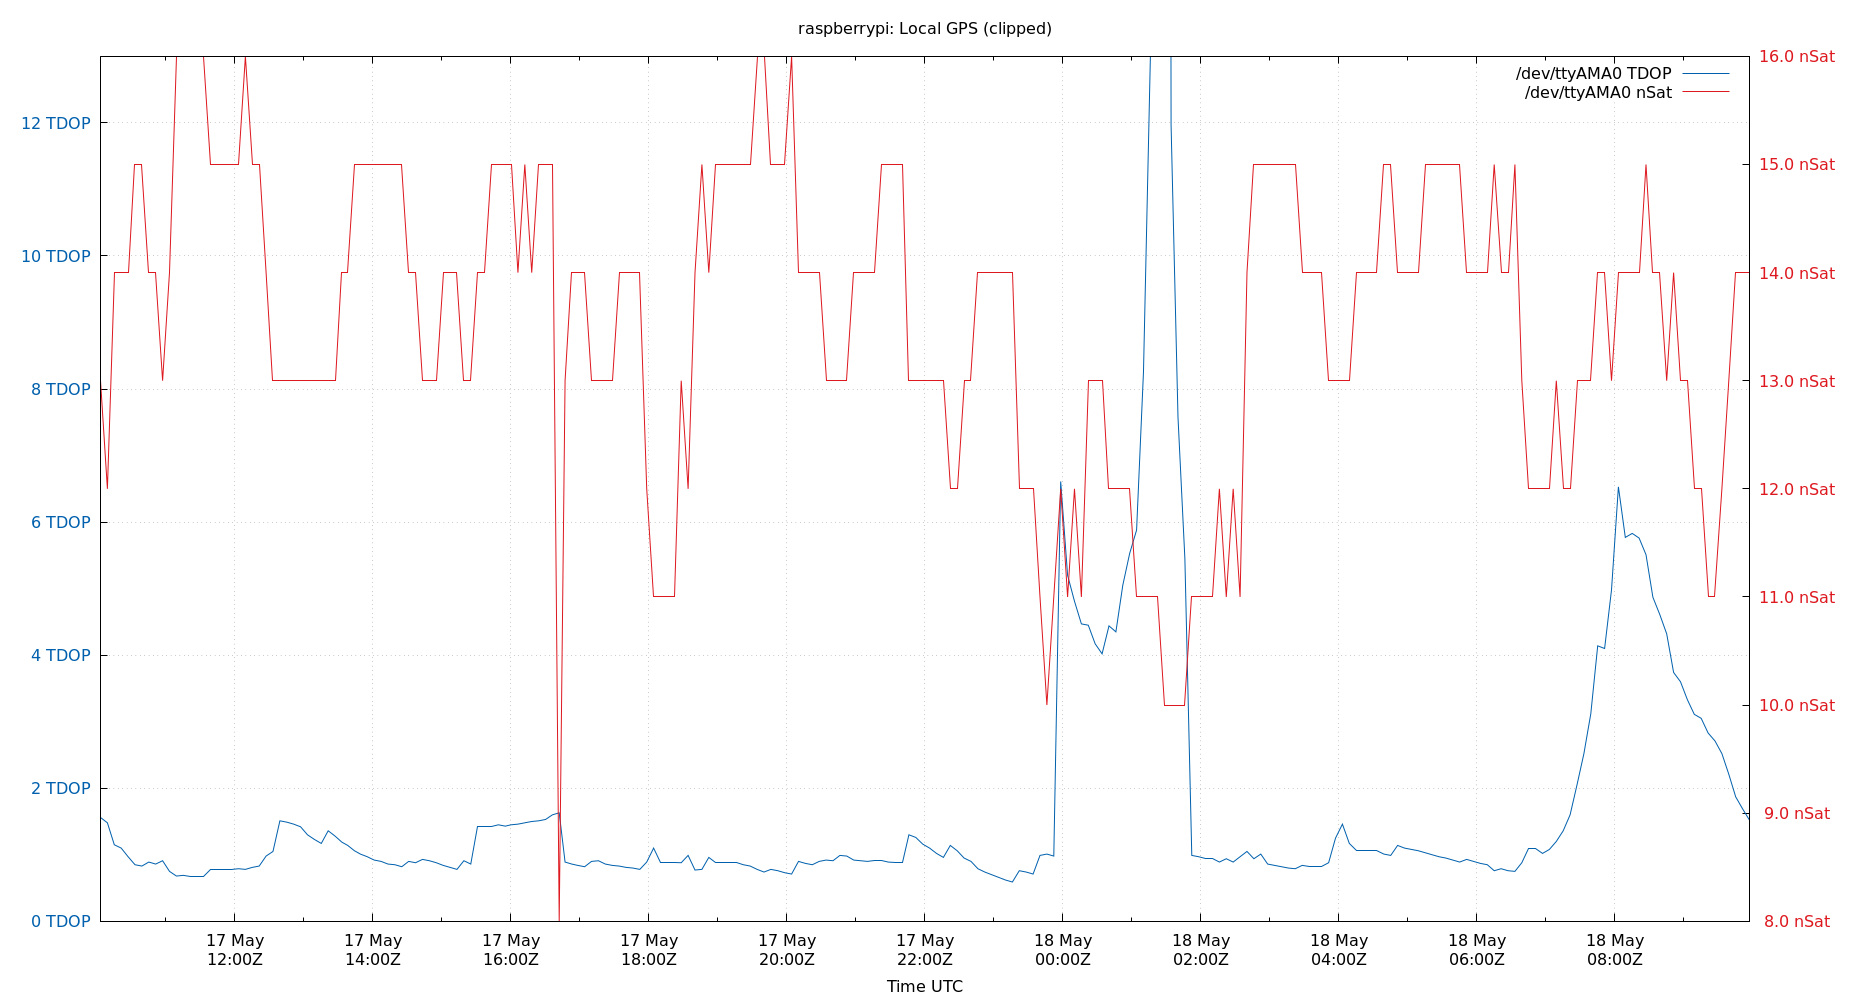 raspberrypi: Local GPS (clipped)
/dev/ttyAMA0 TDOP
/dev/ttyAMA0 nSat
12 TDOP
10 TDOP
8 TDOP
6 TDOP
4 TDOP
2 TDOP
0 TDOP
16.0 nSat
15.0 nSat
14.0 nSat
13.0 nSat
12.0 nSat
11.0 nSat
10.0 nSat
9.0 nSat
8.0 nSat
17 May
12:00Z
17 May
14:00Z
17 May
16:00Z
17 May
18:00Z
17 May
20:00Z
17 May
22:00Z
18 May
00:00Z
18 May
02:00Z
18 May
04:00Z
18 May
06:00Z
18 May
08:00Z
Time UTC